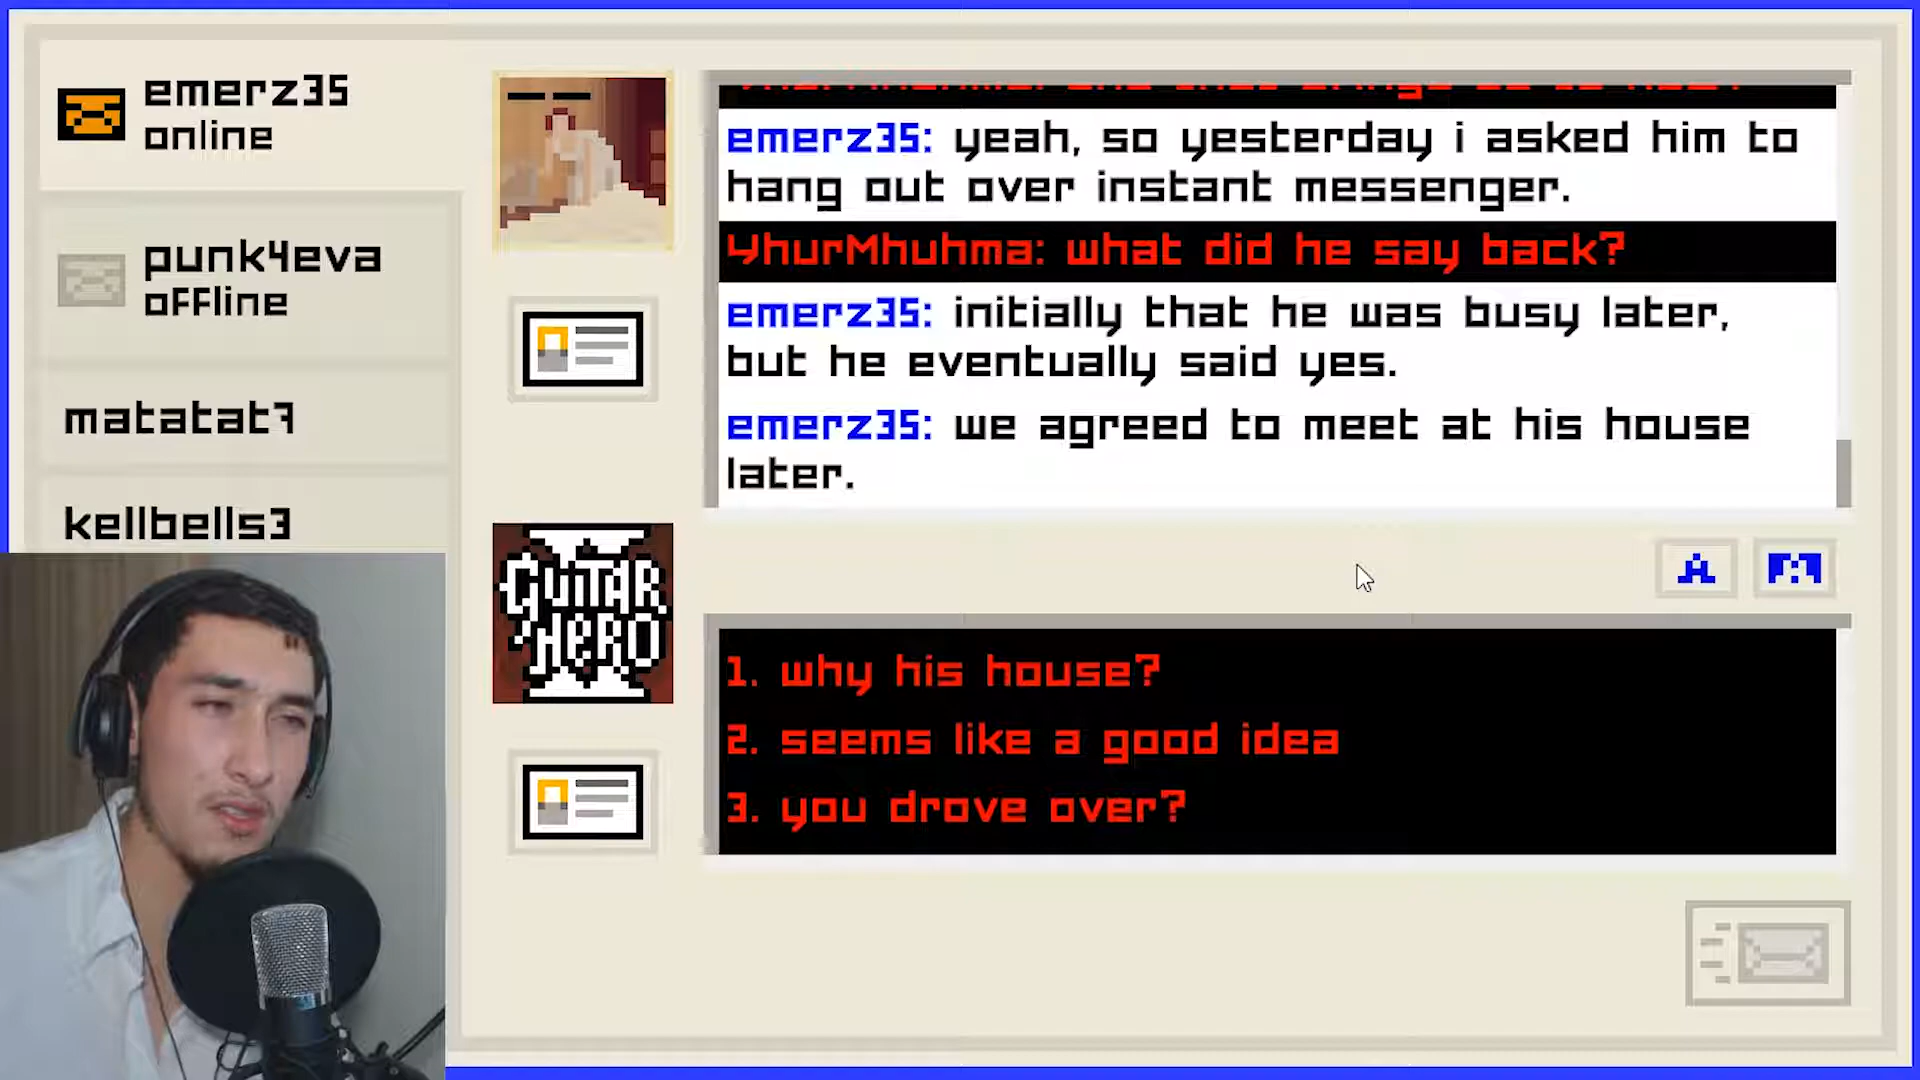 emerz35
online
punk4eva
offline
matatat7
kellbells3
emerz35: yeah, so yesterday i asked him to
hang out over instant messenger.
YhurMhuhma: what did he say back?
emerz35: initially that he was busy later,
but he eventually said yes.
emerz35: we agreed to meet at his house
later.
GUITAR
HERO
A
1. why his house?
2. seems like a good idea
3. you drove over?